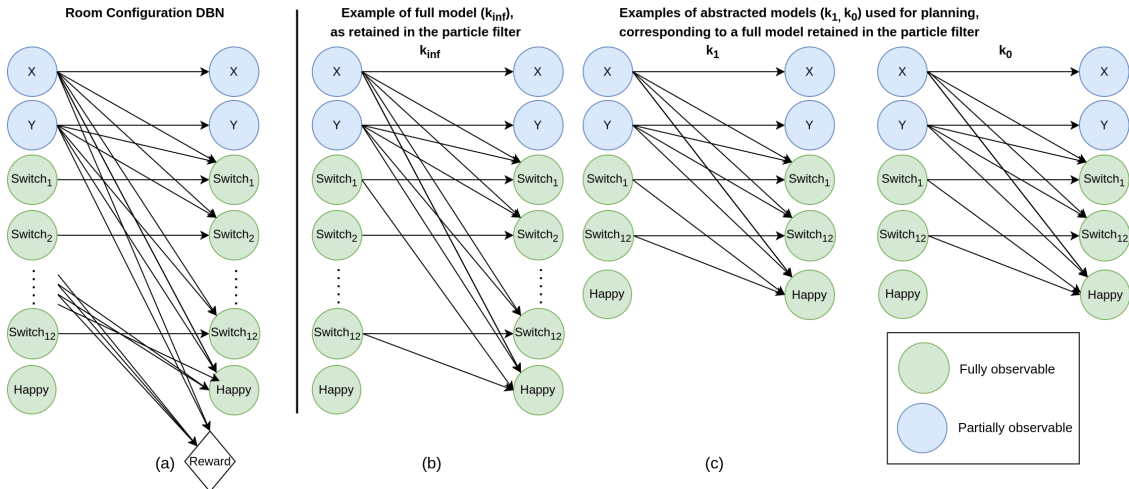 Room Configuration DBN
X
X
Y
Y
Switch1
Switch1
Switch2
Switch2
Switch12
Switch12
Happy
Happy
Reward
(a)
Example of full model (kinf),
as retained in the particle filter
kinf
X
X
Y
Y
Switch1
Switch1
Switch2
Switch2
Switch12
Switch12
Happy
Happy
(b)
Examples of abstracted models (k1, k0) used for planning,
corresponding to a full model retained in the particle filter
k1
X
X
Y
Y
Switch1
Switch1
Switch12
Switch12
Happy
Happy
k0
X
X
Y
Y
Switch1
Switch1
Switch12
Switch12
Happy
Happy
(c)
Fully observable
Partially observable